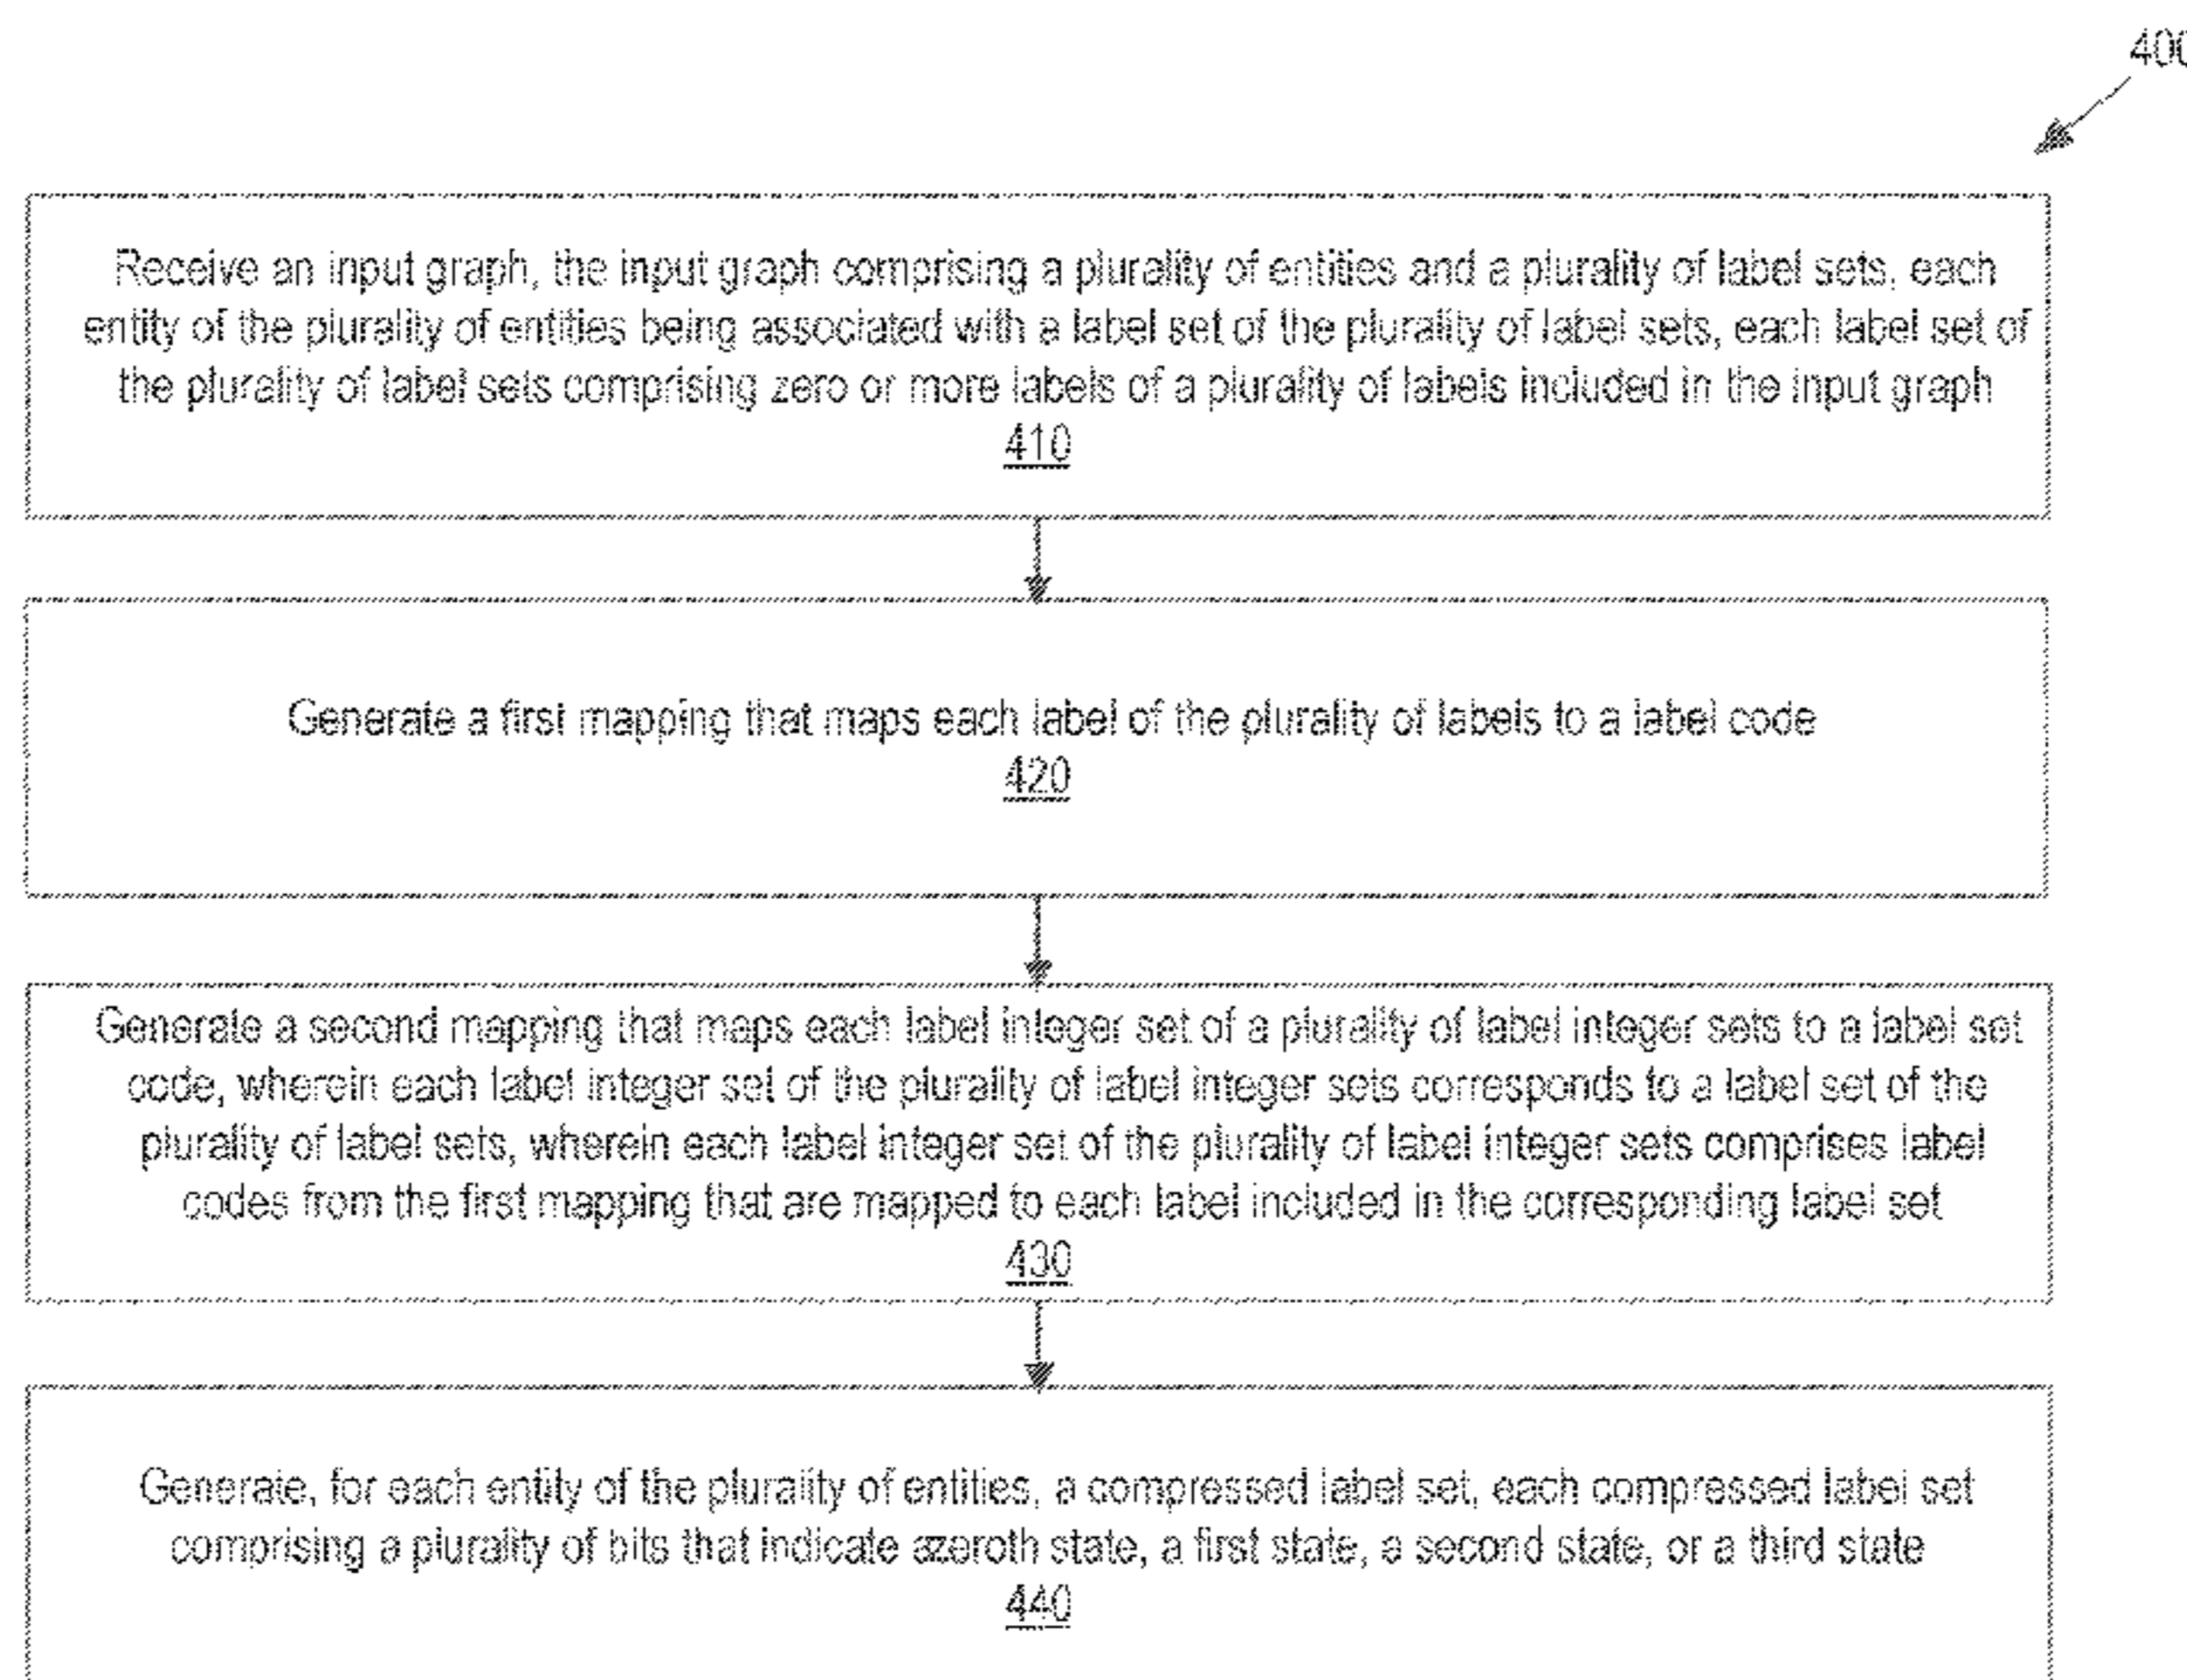 400
Receive an input graph, the input graph comprising a plurality of entities and a plurality of label sets, each
entity of the plurality of entities being associated with a label set of the plurality of label sets, each label set of
the plurality of label sets comprising zero or more labels of a plurality of labels included in the input graph
410
Generate a first mapping that maps each label of the plurality of labels to a label code
420
Generate a second mapping that maps each label integer set of a plurality of label integer sets to a label set
code, wherein each label integer set of the plurality of label integer sets corresponds to a label set of the
plurality of label sets, wherein each label integer set of the plurality of label integer sets comprises label
codes from the first mapping that are mapped to each label included in the corresponding label set
430
Generate, for each entity of the plurality of entities, a compressed label set, each compressed label set
comprising a plurality of bits that indicate azeroth state, a first state, a second state, or a third state
440